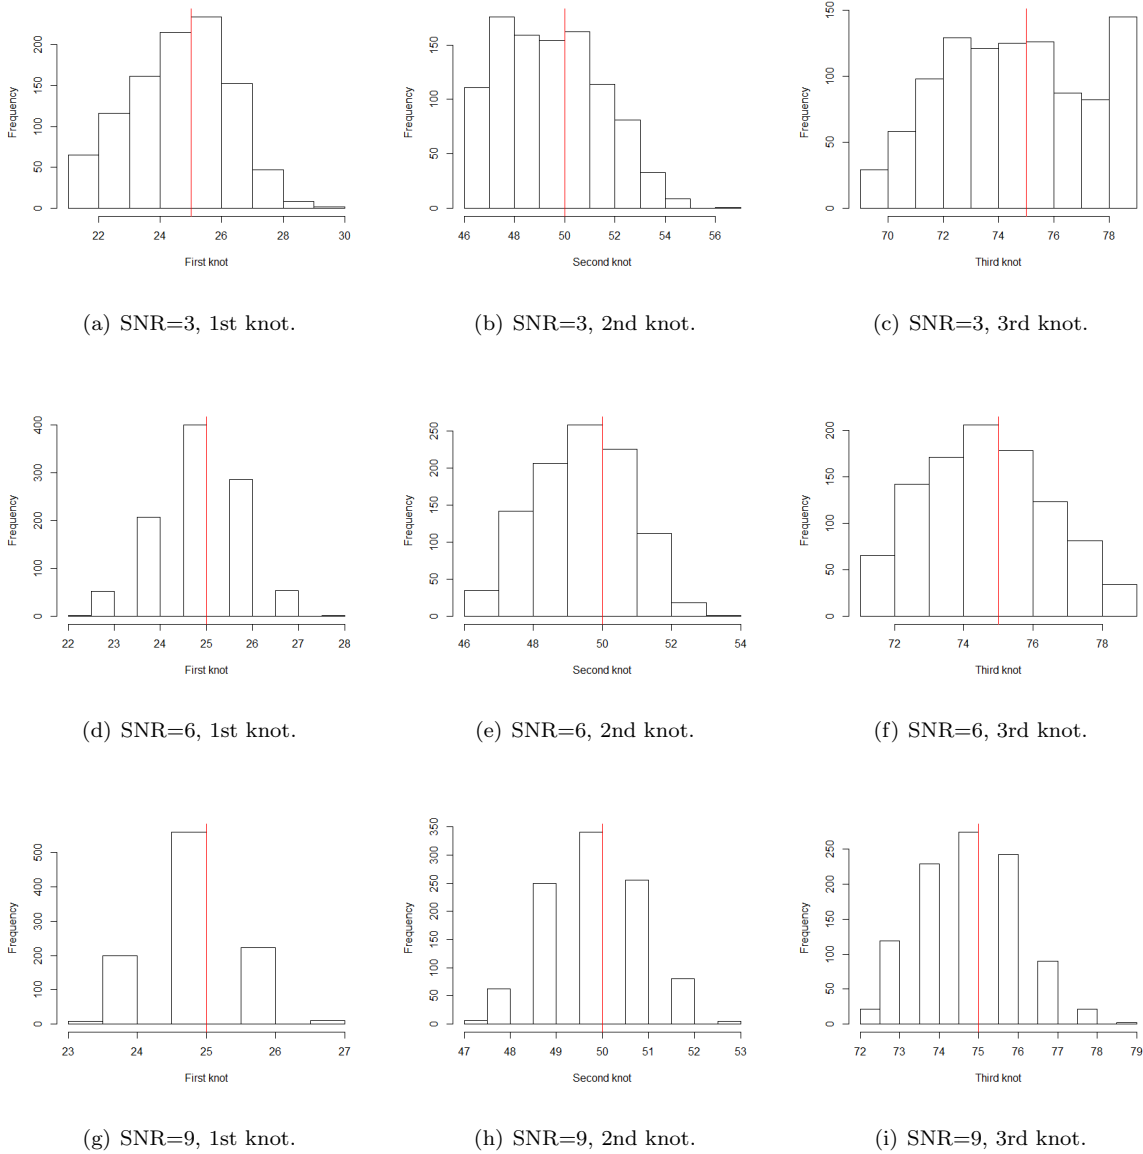 Frequency
0 50 100 150 200
22 24 26 28 30
First knot
(a) SNR=3, 1st knot.
Frequency
0 50 100 150
46 48 50 52 54 56
Second knot
(b) SNR=3, 2nd knot.
Frequency
0 50 100 150
70 72 74 76 78
Third knot
(c) SNR=3, 3rd knot.
Frequency
0 100 200 300 400
22 23 24 25 26 27 28
First knot
(d) SNR=6, 1st knot.
Frequency
0 50 100 150 200 250
46 48 50 52 54
Second knot
(e) SNR=6, 2nd knot.
Frequency
0 50 100 150 200
72 74 76 78
Third knot
(f) SNR=6, 3rd knot.
Frequency
0 100 200 300 400 500
23 24 25 26 27
First knot
(g) SNR=9, 1st knot.
Frequency
0 50 100 150 200 250 300 350
47 48 49 50 51 52 53
Second knot
(h) SNR=9, 2nd knot.
Frequency
0 50 100 150 200 250
72 73 74 75 76 77 78 79
Third knot
(i) SNR=9, 3rd knot.